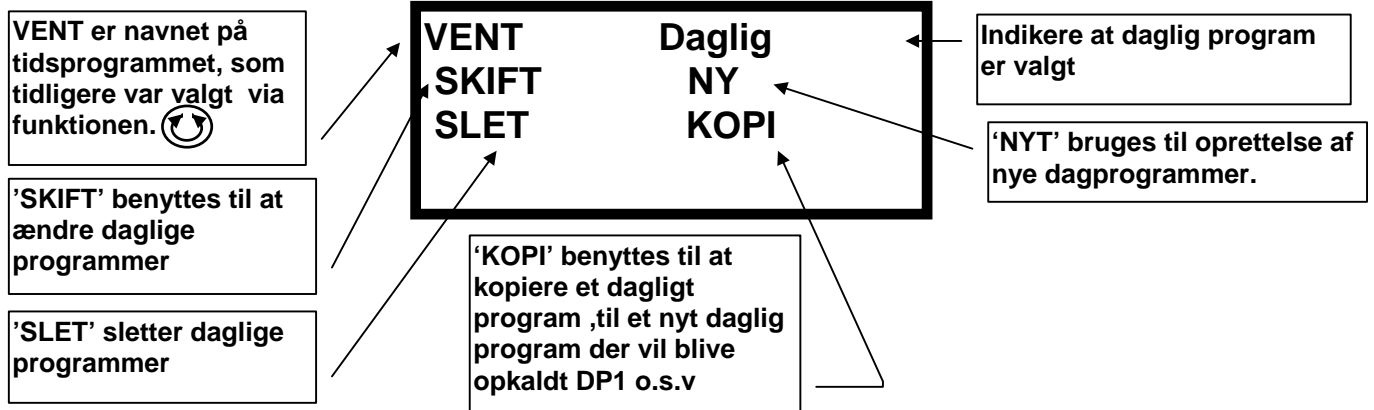 VENT er navnet på
tidsprogrammet, som
tidligere var valgt via
funktionen.
'SKIFT' benyttes til at
ændre daglige
programmer
'SLET' sletter daglige
programmer
VENT Daglig
SKIFT NY
SLET KOPI
'KOPI' benyttes til at
kopiere et dagligt
program ,til et nyt daglig
program der vil blive
opkaldt DP1 o.s.v
Indikere at daglig program
er valgt
'NYT' bruges til oprettelse af
nye dagprogrammer.